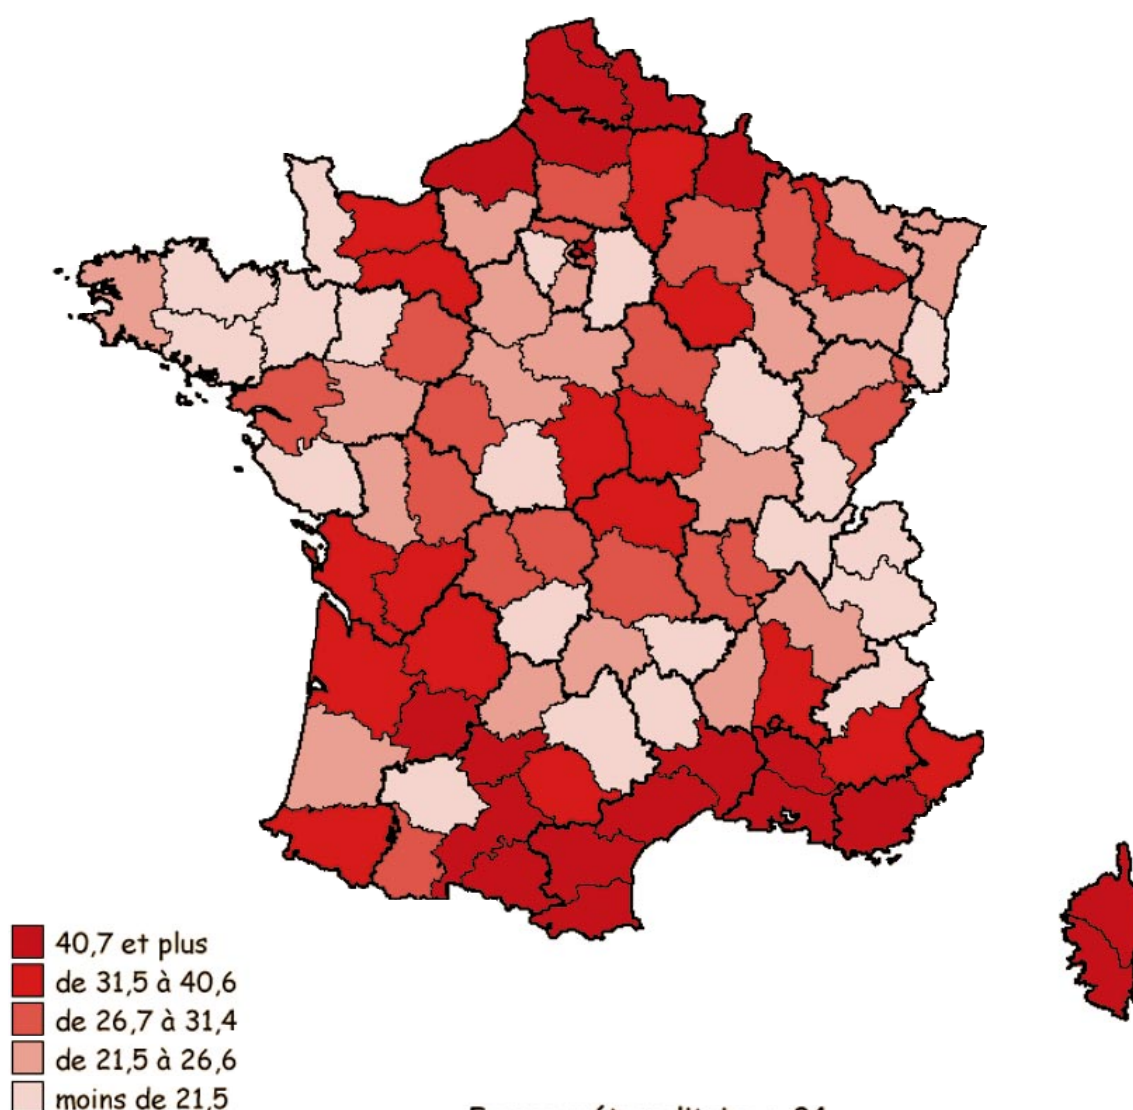 40,7 et plus
de 31,5 à 40,6
de 26,7 à 31,4
de 21,5 à 26,6
moins de 21,5